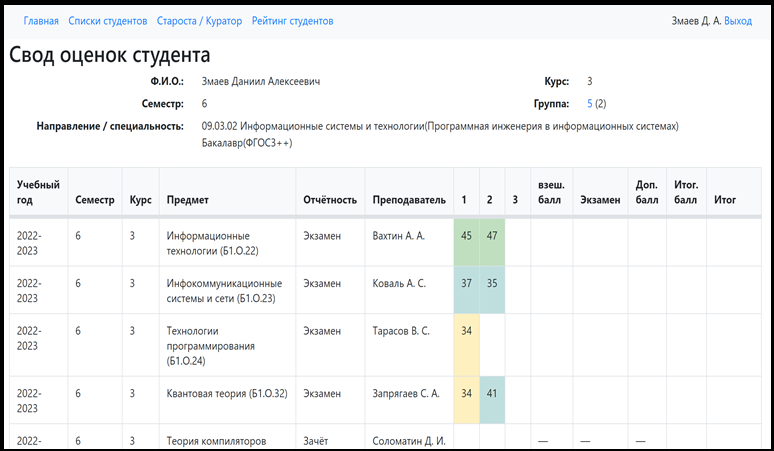 Главная Списки студентов Староста / Куратор Рейтинг студентов Змаев Д. А. Выход
Свод оценок студента
Ф.И.О.: Змаев Даниил Алексеевич Курс: 3
Семестр: 6 Группа: 5 (2)
Направление / специальность: 09.03.02 Информационные системы и технологии(Программная инженерия в информационных системах)
Бакалавр(ФГОС3++)
Учебный взеш. Доп. Итог.
год Семестр Курс Предмет Отчётность Преподаватель 1 2 3 балл Экзамен балл балл Итог
2022- 6 3 Информационные Экзамен Вахтин А. А. 45 47
2023 технологии (Б1.О.22)
2022- 6 3 Инфокоммуникационные Экзамен Коваль А. С. 37 35
2023 системы и сети (Б1.О.23)
2022- 6 3 Технологии Экзамен Тарасов В. С. 34
2023 программирования
(Б1.О.24)
2022- 6 3 Квантовая теория (Б1.О.32) Экзамен Запрягаев С. А. 34 41
2023
2022- 6 3 Теория компиляторов Зачёт Соломатин Д. И. — — —